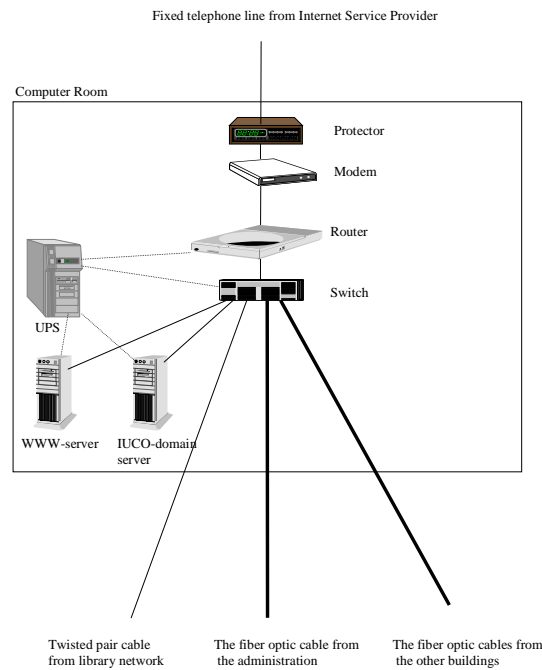 Fixed telephone line from Internet Service Provider
Computer Room
Protector
Modem
Router
Switch
UPS
WWW-server
IUCO-domain
server
Twisted pair cable
from library network
The fiber optic cable from
the administration
The fiber optic cables from
the other buildings